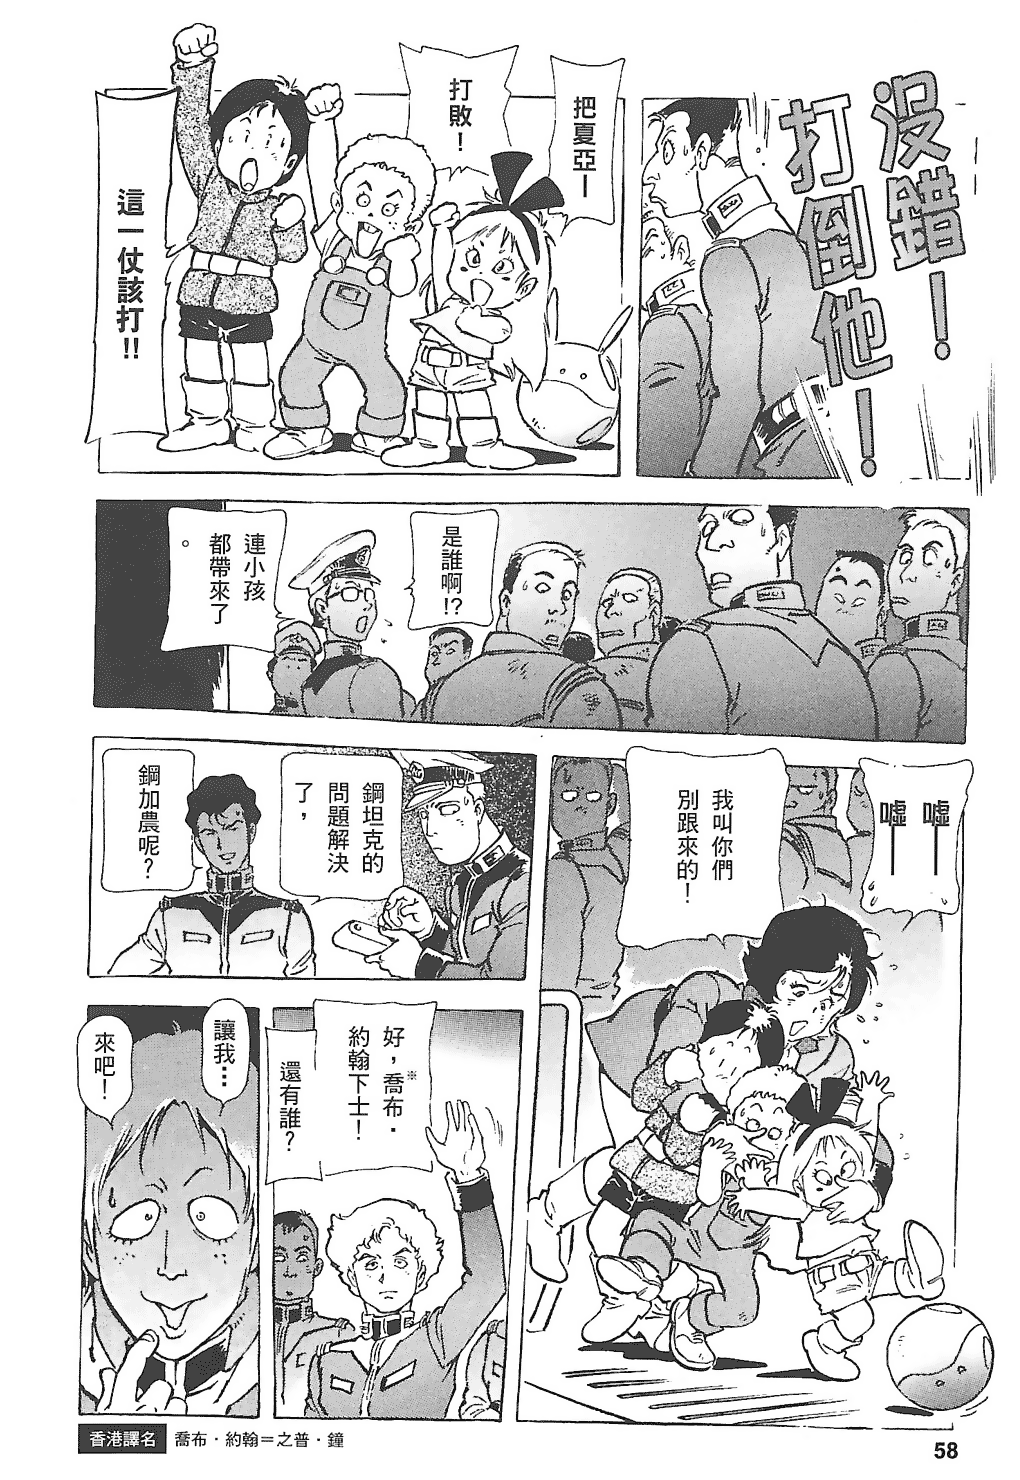 沒錯！
打倒他！
把夏亞—
打敗！
這一仗該打!!
是誰啊!?
連小孩
都帶來了
。
噓——
噓——
我叫你們
別跟來的！
鋼坦克的
問題解決
了，
鋼加農呢？
好，喬布．
※
約翰下士！
還有誰？
讓我…
來吧！
香港譯名 喬布．約翰＝之普．鐘
58